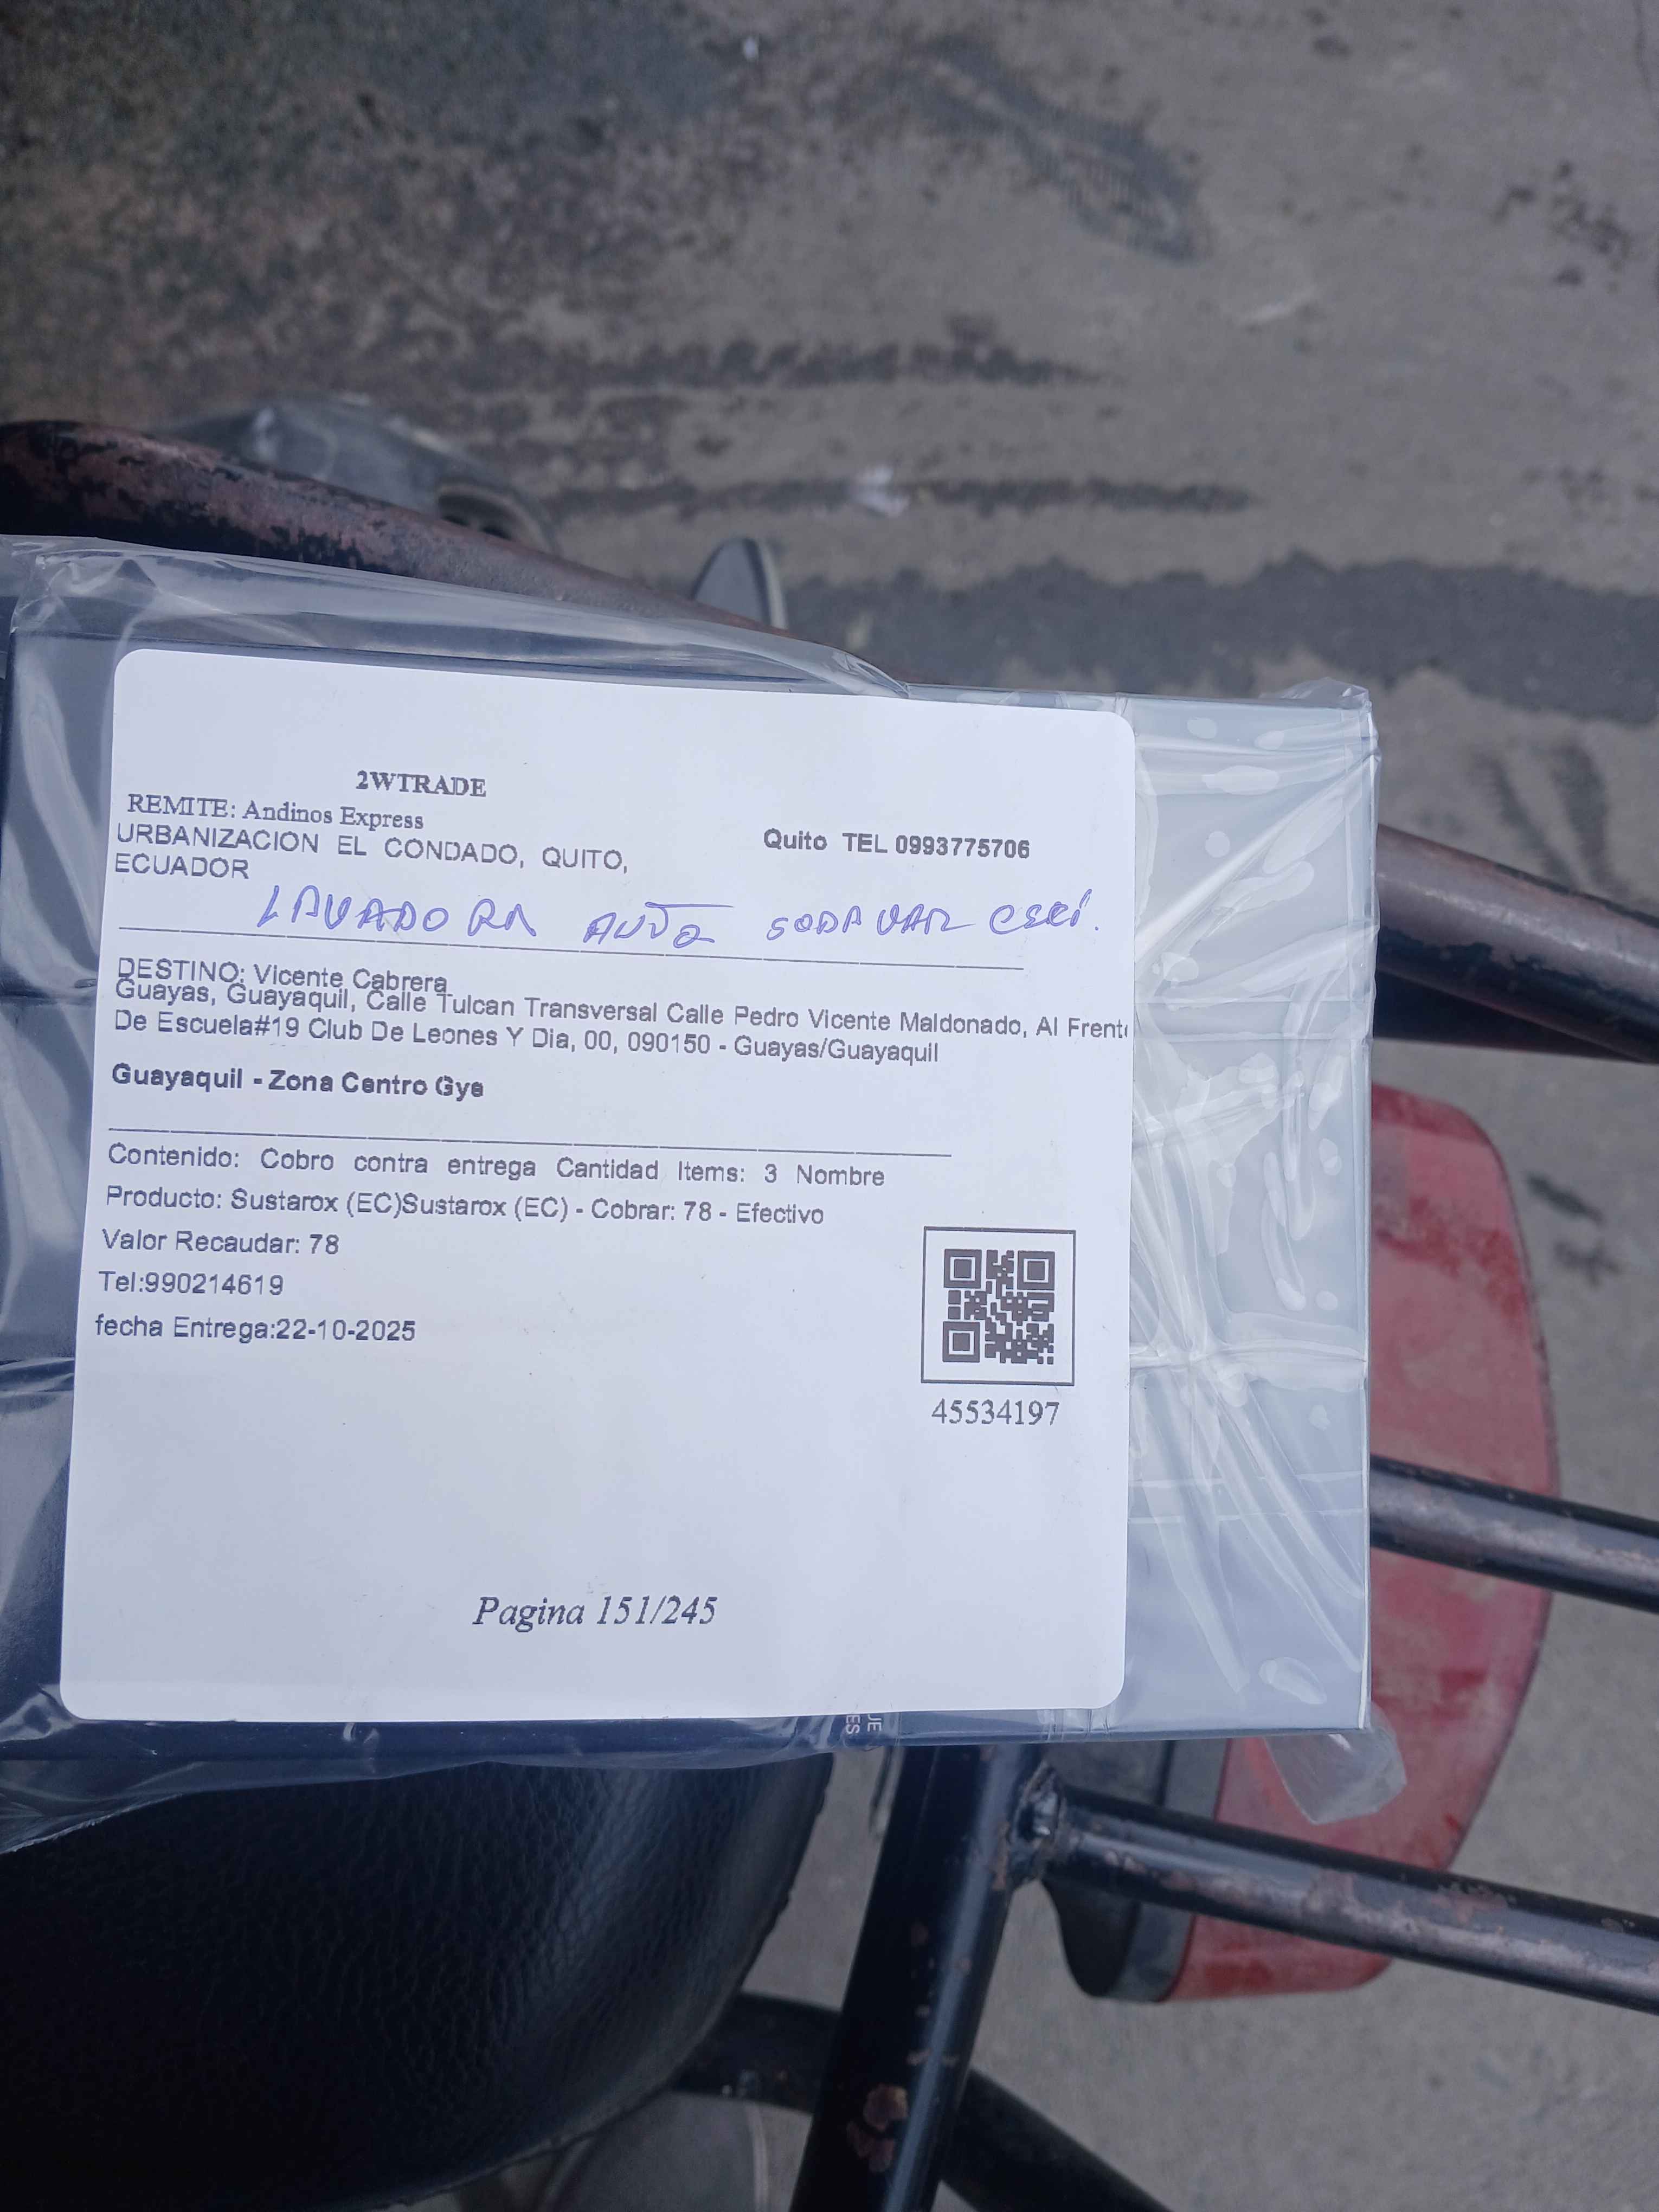 2WTRADE
REMITE: Andinos Express
URBANIZACION EL CONDADO, QUITO,
ECUADOR
Quito TEL 0993775706
LAVADORA AUTO
DESTINO: Vicente Cabrera
Guayas, Guayaquil, Calle Tulcan Transversal Calle Pedro Vicente Maldonado, Al Frent
De Escuela#19 Club De Leones Y Dia, 00, 090150 - Guayas/Guayaquil
Guayaquil - Zona Centro Gye
Contenido: Cobro contra entrega Cantidad Items: 3 Nombre
Producto: Sustarox (EC)Sustarox (EC) - Cobrar: 78 - Efectivo
Valor Recaudar: 78
Tel:990214619
fecha Entrega:22-10-2025
45534197
Pagina 151/245